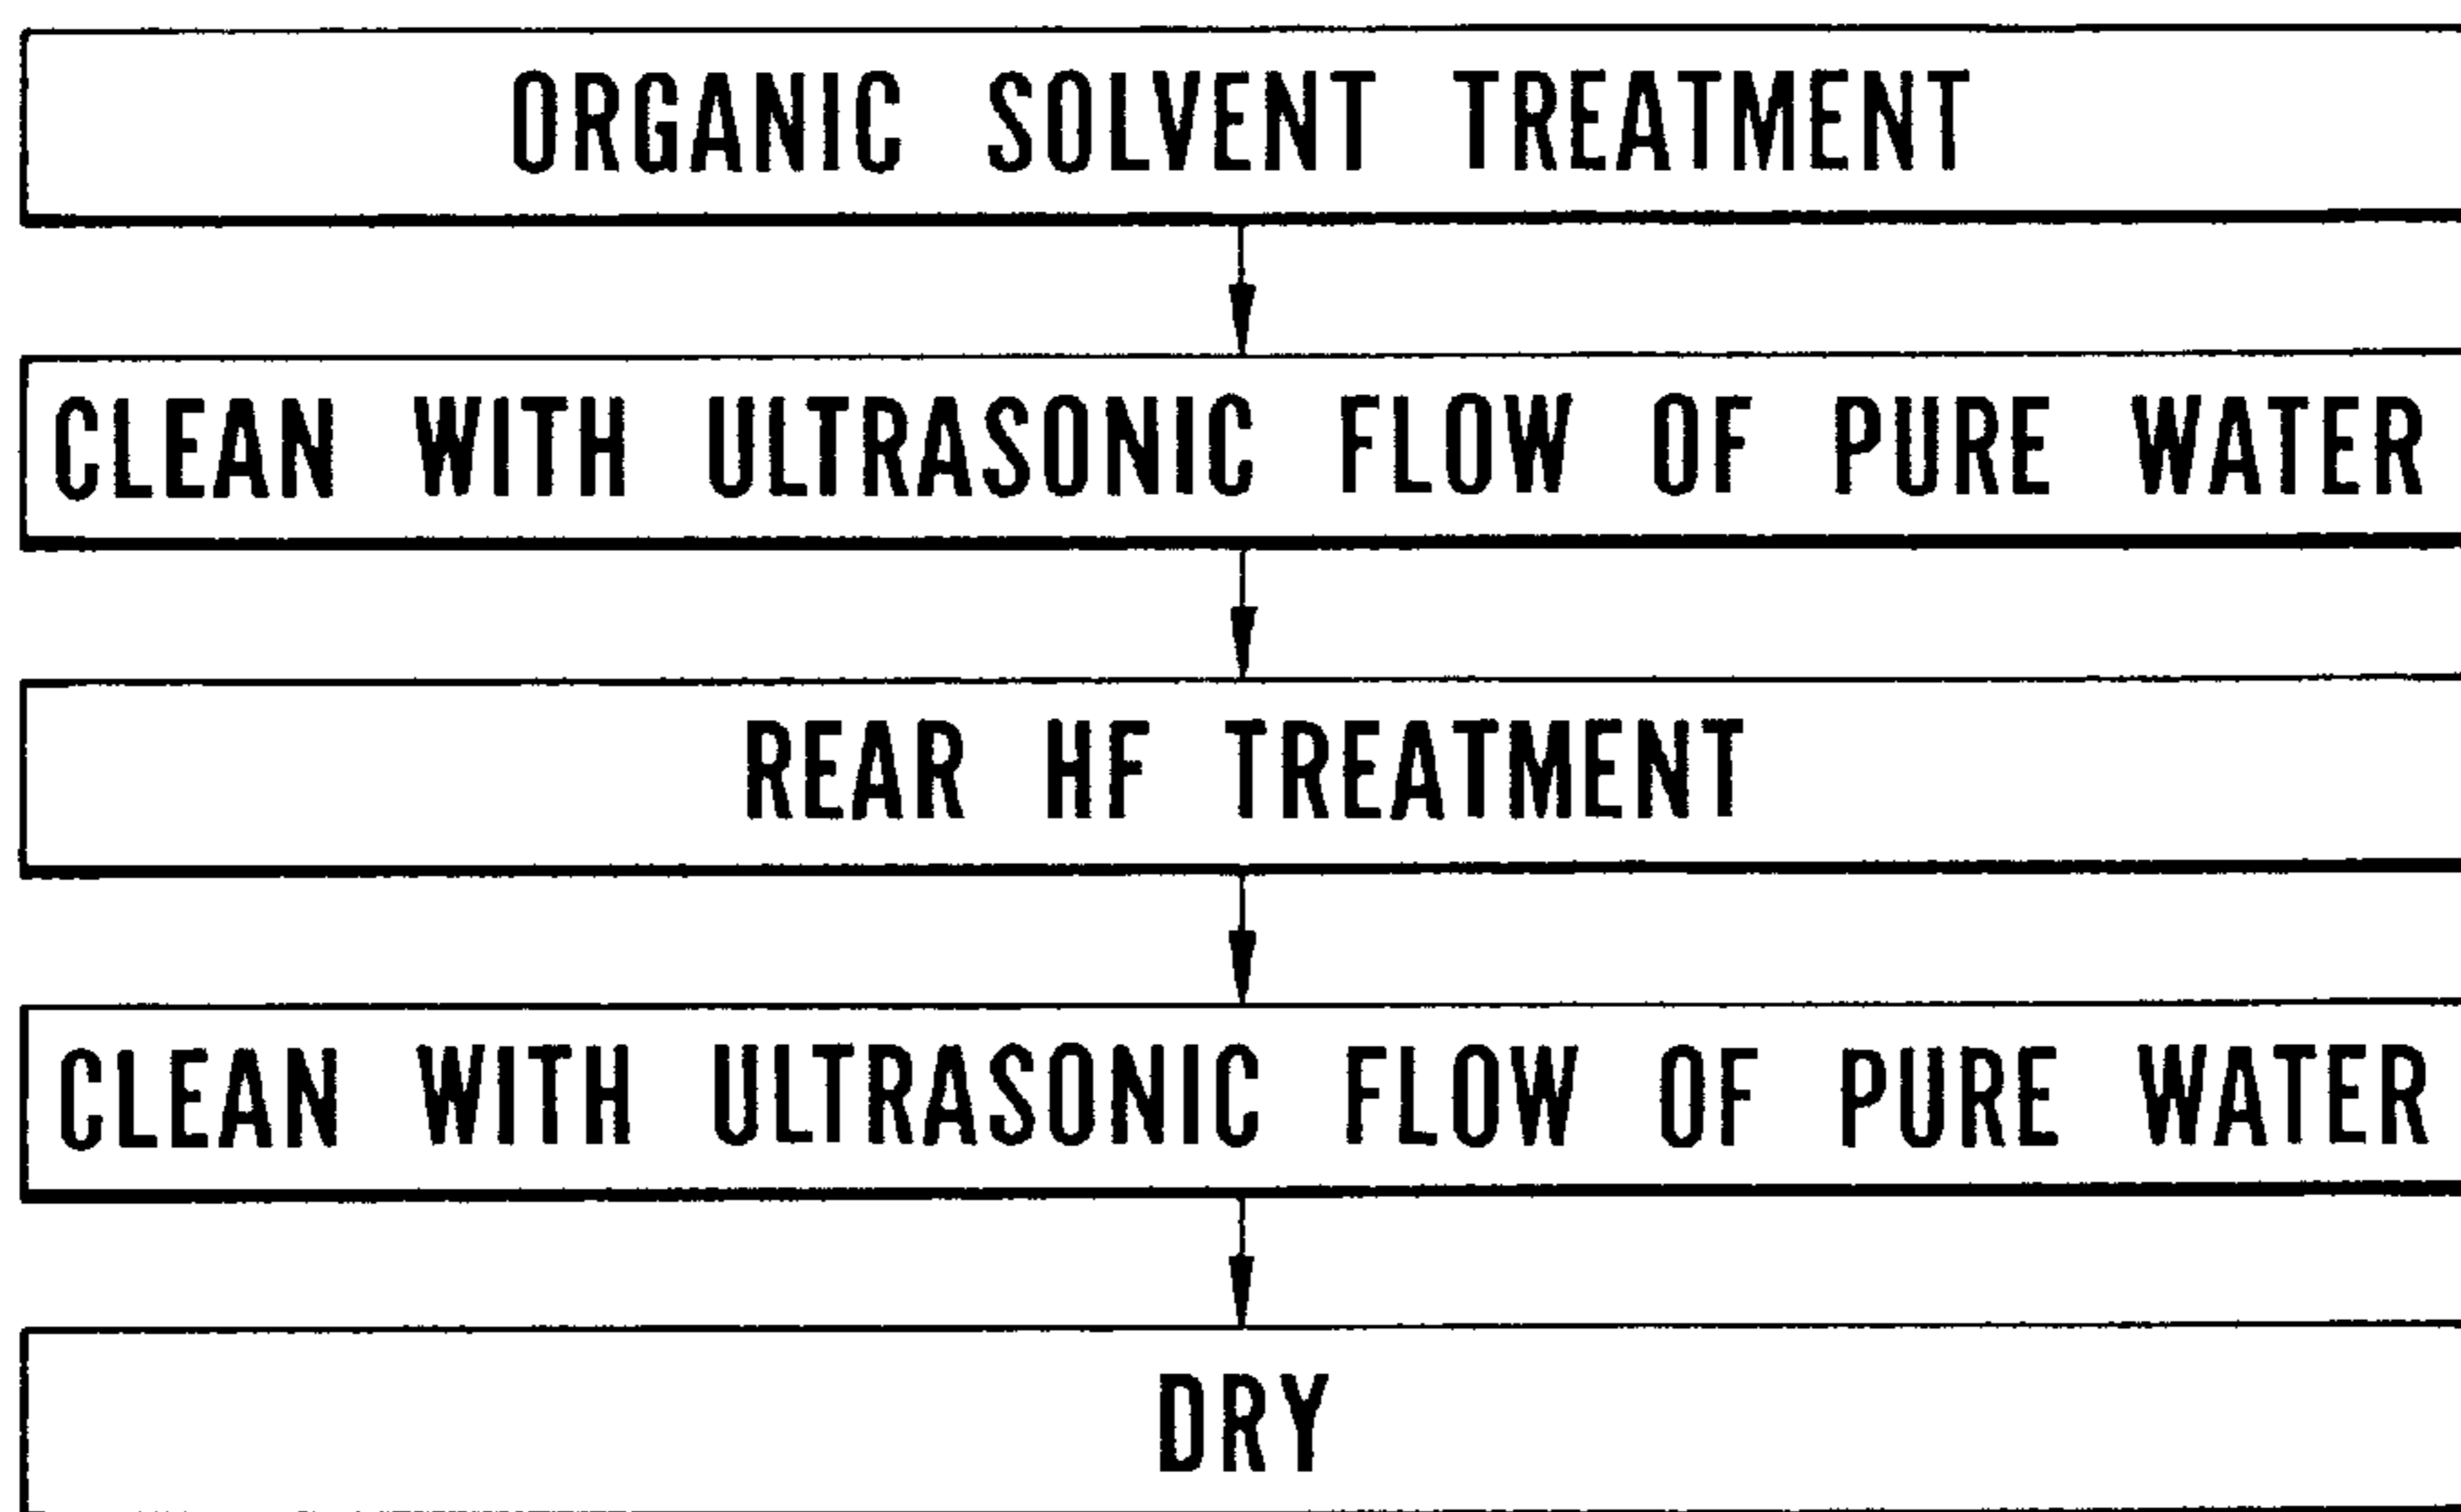 ORGANIC SOLVENT TREATMENT
CLEAN WITH ULTRASONIC FLOW OF PURE WATER
REAR HF TREATMENT
CLEAN WITH ULTRASONIC FLOW OF PURE WATER
DRY